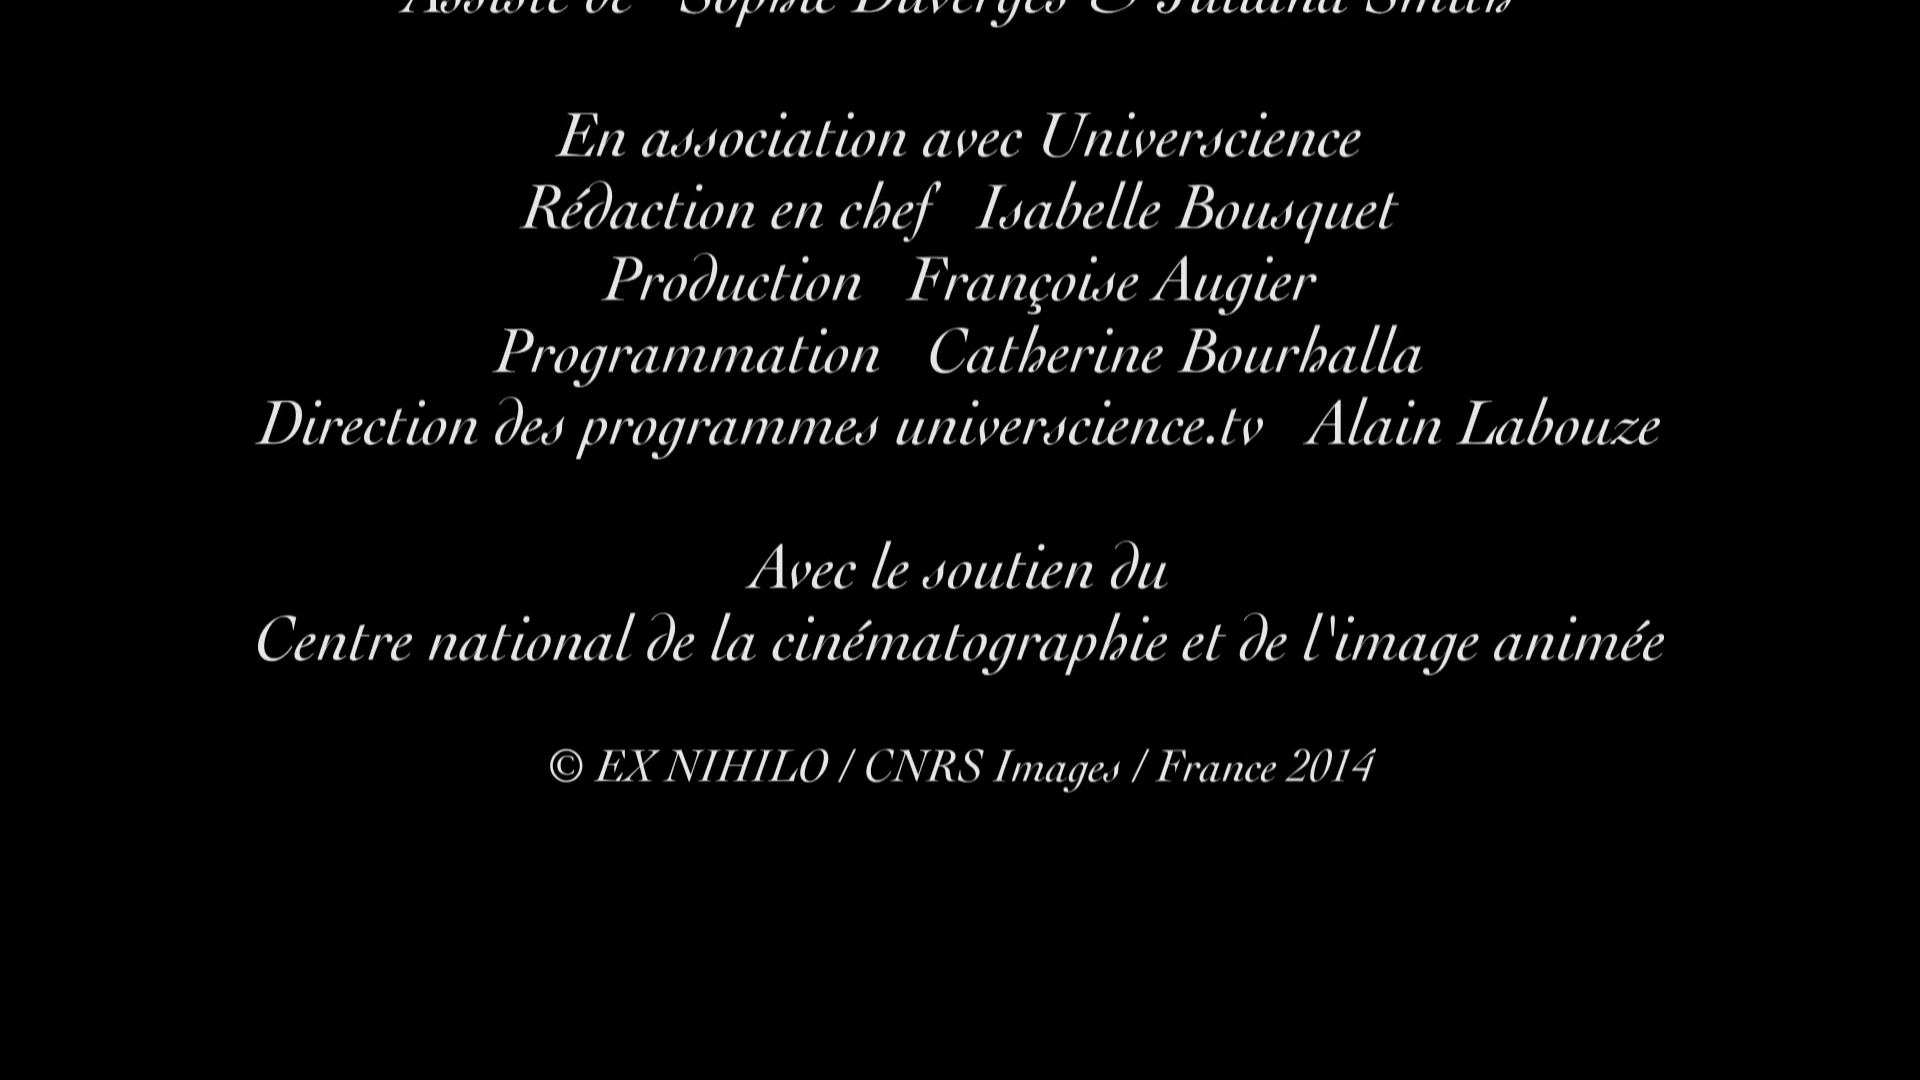 Assisté de Sophie Duvergés & Juliana Smith
En association avec Universcience
Rédaction en chef Isabelle Bousquet
Production Françoise Augier
Programmation Catherine Bourhalla
Direction des programmes universcience.tv Alain Labouze
Avec le soutien du
Centre national de la cinématographie et de l'image animée
© EX NIHILO / CNRS Images / France 2014